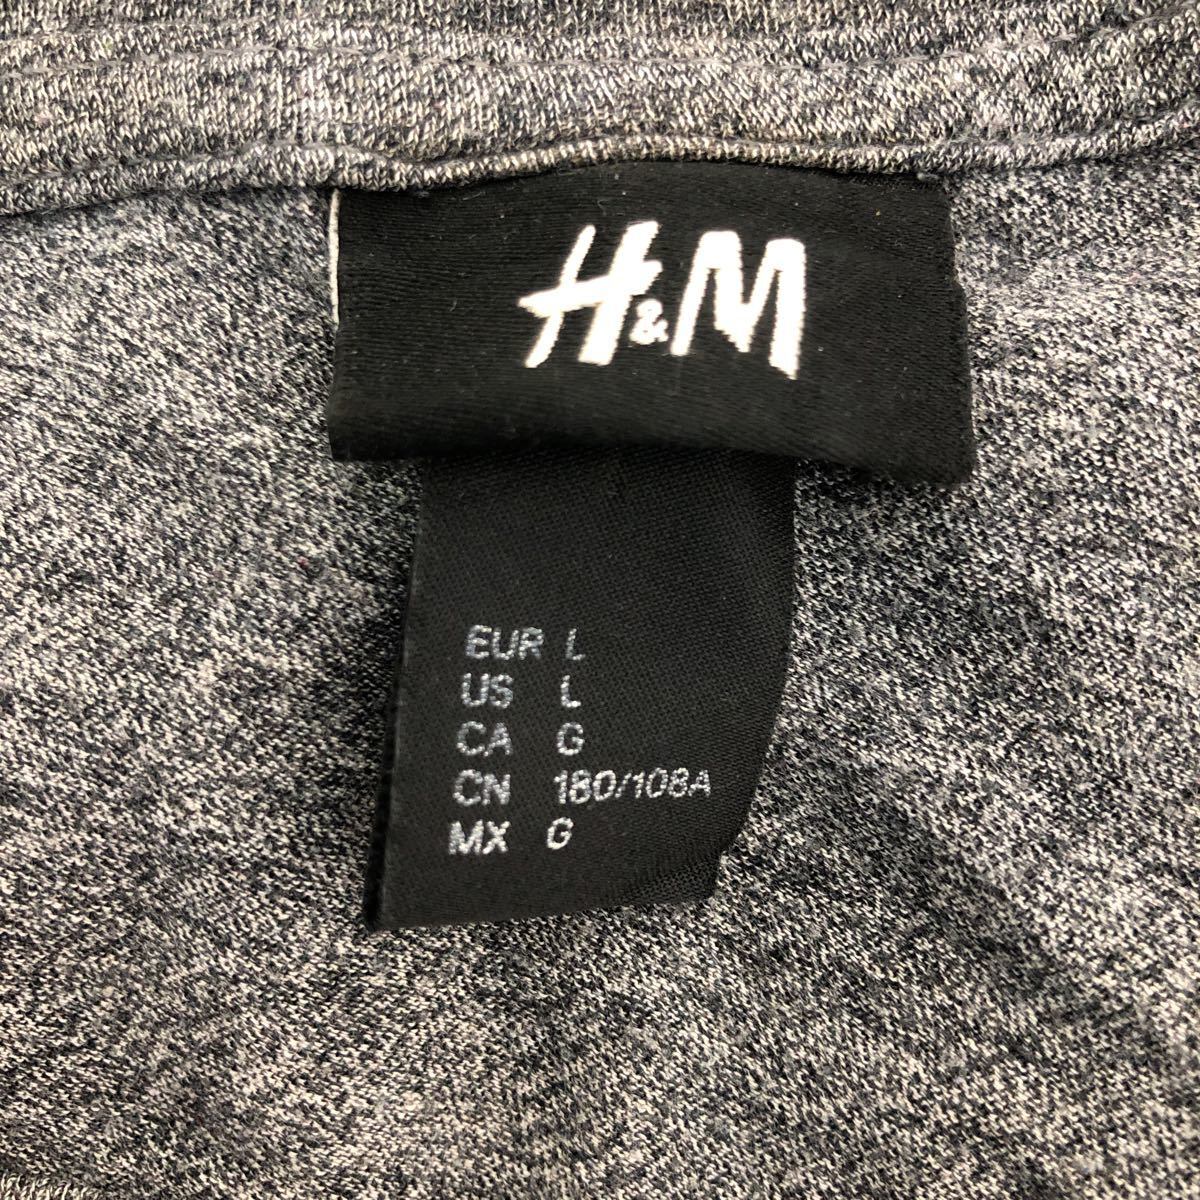 H&M
EUR L
US L
CA G
CN 180/108A
MX G